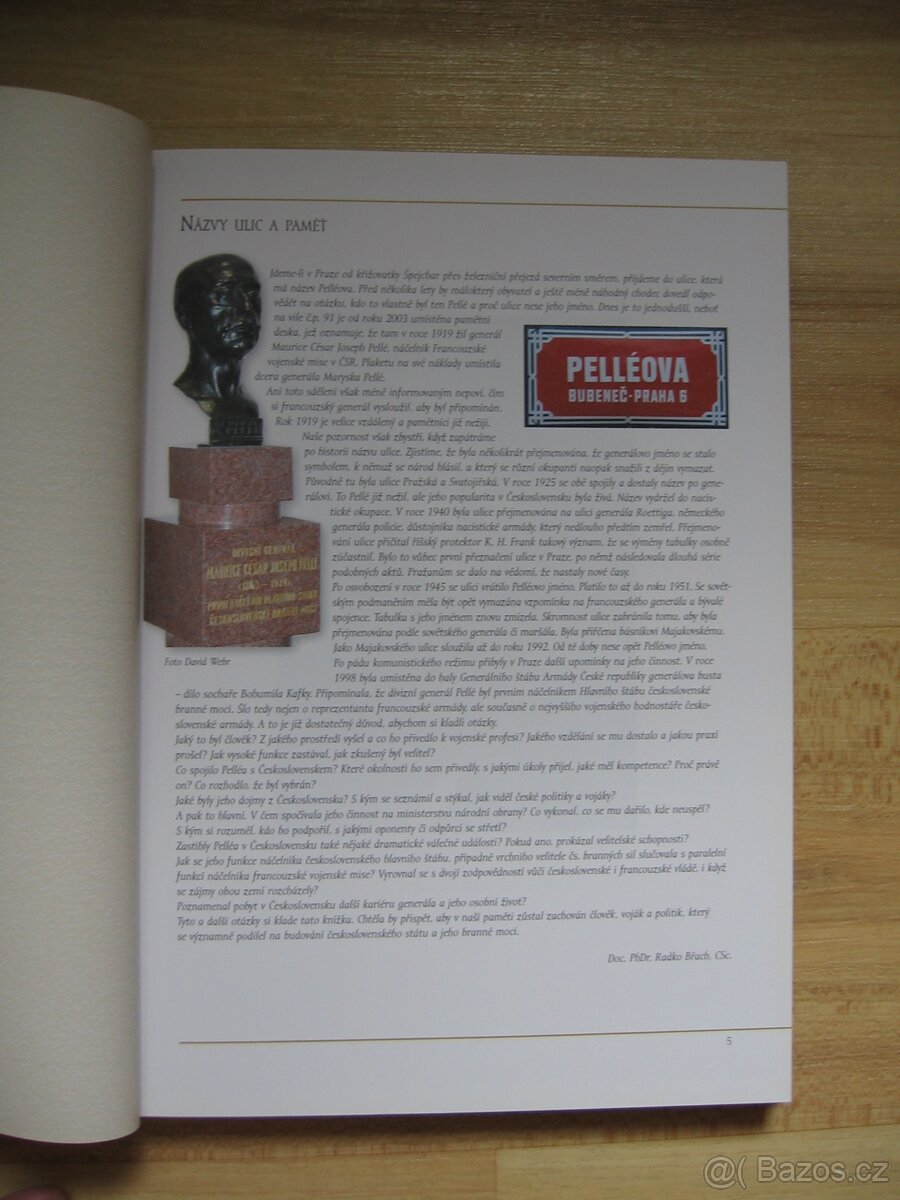 NÁZVY ULIC A PAMĚŤ
Jdeme-li v Praze od křižovatky Špejchar přes železniční přejezd severním směrem, přijdeme do ulice, která
má název Pelléova. Před několika lety by málokterý obyvatel a ještě méně náhodný chodec dovedl odpo-
vědět na otázku, kdo to vlastně byl ten Pellé a proč ulice nese jeho jméno. Dnes je to jednodušší, neboť
na vile č.p. 91 je od roku 2003 umístěna pamětní
deska, jež oznamuje, že tam v roce 1919 žil generál
Maurice César Joseph Pellé, náčelník Francouzské
vojenské mise v ČSR. Plaketu na své náklady umístila
dcera generála Maryska Pellé.
Ani toto sdělení však méně informovaným nepoví, čím
si francouzský generál vysloužil, aby byl připomínán.
Rok 1919 je velice vzdálený a pamětníci již nežijí.
PELLÉOVA
BUBENEČ-PRAHA 6
Naše pozornost však zbystří, když zapátráme
po historii názvu ulice. Zjistíme, že byla několikrát přejmenována, že generálovo jméno se stalo
symbolem, k němuž se národ hlásil, a který se různí okupanti naopak snažili z dějin vymazat.
Původně tu byla ulice Pražská a Svatojiřská. V roce 1925 se obě spojily a dostaly název po gene-
rálovi. To Pellé již nežil, ale jeho popularita v Československu byla živá. Název vydržel do nacis-
tické okupace. V roce 1940 byla ulice přejmenována na ulici generála Roettiga, německého
generála policie, důstojníka nacistické armády, který nedlouho předtím zemřel. Přejmeno-
vání ulice přičítal říšský protektor K. H. Frank takový význam, že se výměny tabulky osobně
zúčastnil. Bylo to vůbec první přeznačení ulice v Praze, po němž následovala dlouhá série
podobných aktů. Pražanům se dalo na vědomí, že nastaly nové časy.
Po osvobození v roce 1945 se ulici vrátilo Pelléovo jméno. Platilo to až do roku 1951. Se sovět-
ským podmaněním měla být opět vymazána vzpomínka na francouzského generála a bývalé
spojence. Tabulka s jeho jménem znovu zmizela. Skromnost ulice zabránila tomu, aby byla
přejmenována podle sovětského generála či maršála. Byla přiřčena básníkovi Majakovskému.
Jako Majakovského ulice sloužila až do roku 1992. Od té doby nese opět Pelléovo jméno.
Po pádu komunistického režimu přibyly v Praze další upomínky na jeho činnost. V roce
1998 byla umístěna do haly Generálního štábu Armády České republiky generálova busta
– dílo sochaře Bohumila Kafky. Připomínala, že divizní generál Pellé byl prvním náčelníkem Hlavního štábu československé
branné moci. Šlo tedy nejen o reprezentanta francouzské armády, ale současně o nejvyššího vojenského hodnostáře česko-
slovenské armády. A to je již dostatečný důvod, abychom si kladli otázky.
Jaký to byl člověk? Z jakého prostředí vyšel a co ho přivedlo k vojenské profesi? Jakého vzdělání se mu dostalo a jakou praxí
prošel? Jak vysoké funkce zastával, jak zkušený byl velitel?
Co spojilo Pelléa s Československem? Které okolnosti ho sem přivedly, s jakými úkoly přijel, jaké měl kompetence? Proč právě
on? Co rozhodlo, že byl vybrán?
Jaké byly jeho dojmy z Československa? S kým se seznámil a stýkal, jak viděl české politiky a vojáky?
A pak to hlavní. V čem spočívala jeho činnost na ministerstvu národní obrany? Co vykonal, co se mu dařilo, kde neuspěl?
S kým si rozuměl, kdo ho podpořil, s jakými oponenty či odpůrci se střetl?
Zastihly Pelléa v Československu také nějaké dramatické válečné události? Pokud ano, prokázal velitelské schopnosti?
Jak se jeho funkce náčelníka československého hlavního štábu, případně vrchního velitele čs. branných sil slučovala s paralelní
funkcí náčelníka francouzské vojenské mise? Vyrovnal se s dvojí zodpovědností vůči československé i francouzské vládě, i když
se zájmy obou zemí rozcházely?
Poznamenal pobyt v Československu další kariéru generála a jeho osobní život?
Tyto a další otázky si klade tato knížka. Chtěla by přispět, aby v naší paměti zůstal zachován člověk, voják a politik, který
se významně podílel na budování československého státu a jeho branné moci.
Doc. PhDr. Radko Břach, CSc.
DIVISNÍ GENERÁL
MAURICE CÉSAR JOSEPH PELLÉ
PRVNÍ NÁČELNÍK HLAVNÍHO ŠTÁBU
ČESKOSLOVENSKÉ BRANNÉ MOCI
Foto David Wehr
5
@( Bazos.cz